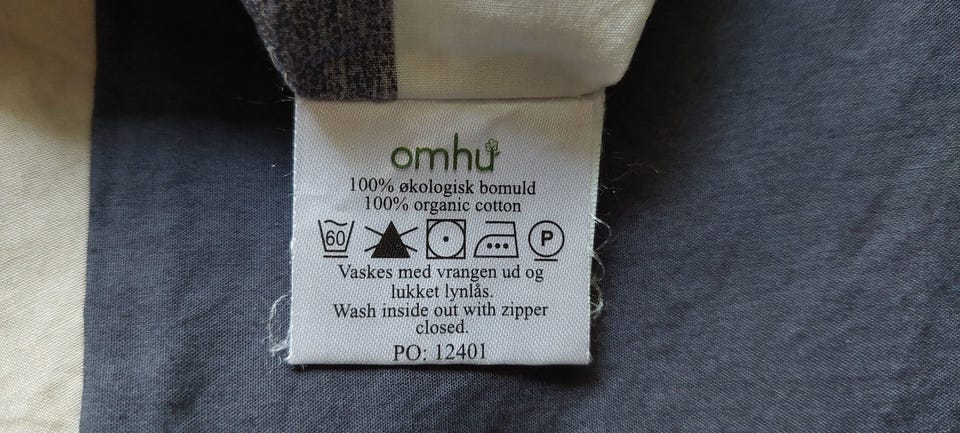 omhu
100% økologisk bomuld
100% organic cotton
60 P
Vaskes med vrangen ud og
lukket lynlås.
Wash inside out with zipper
closed.
PO: 12401